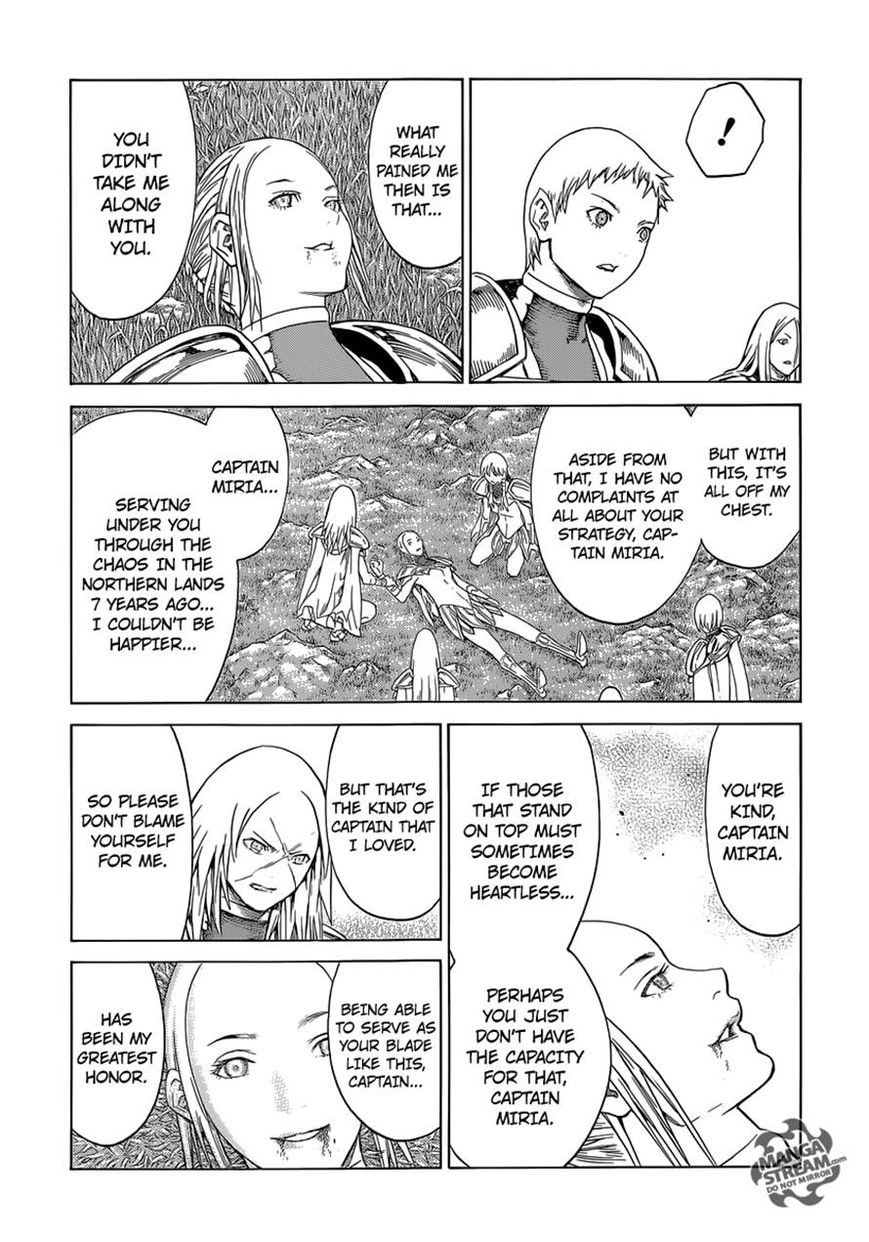 !
WHAT
REALLY
PAINED ME
THEN IS
THAT...
YOU
DIDN'T
TAKE ME
ALONG
WITH
YOU.
BUT WITH
THIS, IT'S
ALL OFF MY
CHEST.
ASIDE FROM
THAT, I HAVE NO
COMPLAINTS AT
ALL ABOUT YOUR
STRATEGY, CAP-
TAIN MIRIA.
CAPTAIN
MIRIA...
SERVING
UNDER YOU
THROUGH THE
CHAOS IN THE
NORTHERN LANDS
7 YEARS AGO...
I COULDN'T BE
HAPPIER...
YOU'RE
KIND,
CAPTAIN
MIRIA.
IF THOSE
THAT STAND
ON TOP MUST
SOMETIMES
BECOME
HEARTLESS...
PERHAPS
YOU JUST
DON'T HAVE
THE CAPACITY
FOR THAT,
CAPTAIN
MIRIA.
BUT THAT'S
THE KIND OF
CAPTAIN THAT
I LOVED.
SO PLEASE
DON'T BLAME
YOURSELF
FOR ME.
BEING ABLE
TO SERVE AS
YOUR BLADE
LIKE THIS,
CAPTAIN...
HAS
BEEN MY
GREATEST
HONOR.
MANGA
STREAM.com
DO NOT MIRROR